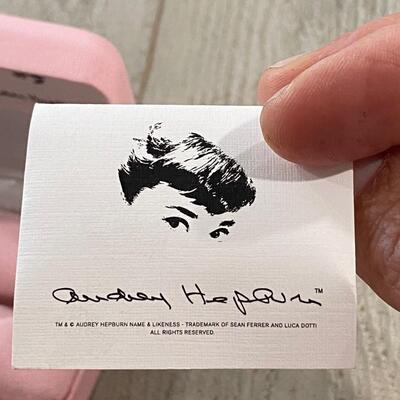 Audrey Hepburn™
TM & © AUDREY HEPBURN NAME & LIKENESS - TRADEMARK OF SEAN FERRER AND LUCA DOTTI
ALL RIGHTS RESERVED.